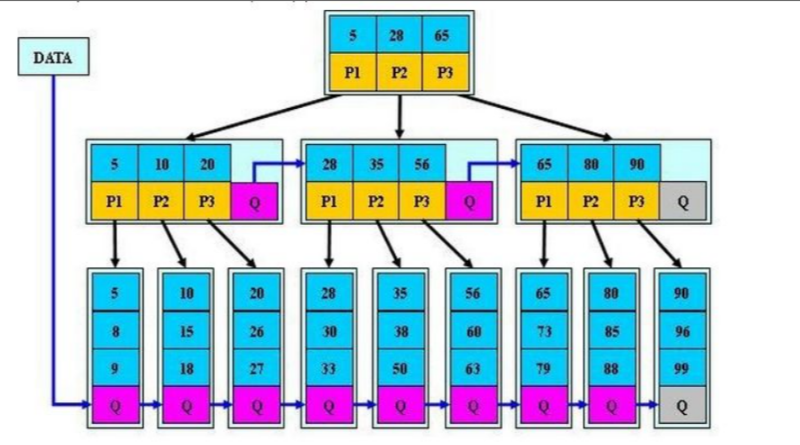 5 28 65
DATA
P1 P2 P3
5 10 20 28 35 56 65 80 90
P1 P2 P3 Q P1 P2 P3 Q P1 P2 P3 Q
5 10 20 28 35 56 65 80 90
8 15 26 30 38 60 73 85 96
9 18 27 33 50 63 79 88 99
Q Q Q Q Q Q Q Q Q